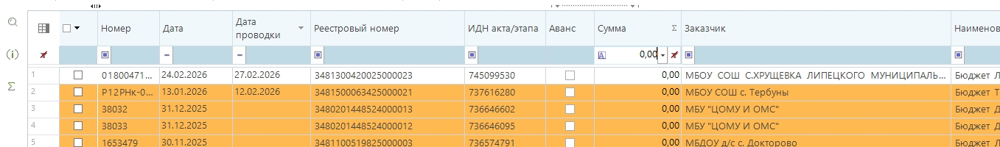 Номер Дата Дата проводки Реестровый номер ИДН акта/этапа Аванс Сумма Σ Заказчик Наименов
0,00
1 01800471... 24.02.2026 27.02.2026 3481300420025000023 745099530 0,00 МБОУ СОШ С.ХРУЩЕВКА ЛИПЕЦКОГО МУНИЦИПАЛЬ... Бюджет Л
2 Р12РНк-0... 13.01.2026 12.02.2026 3481500063425000021 737616280 0,00 МБОУ СОШ с. Тербуны Бюджет Т
3 38032 31.12.2025 3480201448524000013 736646602 0,00 МБУ "ЦОМУ И ОМС" Бюджет Д
4 38033 31.12.2025 3480201448524000012 736646095 0,00 МБУ "ЦОМУ И ОМС" Бюджет Д
5 1653479 30.11.2025 3481100519825000003 736574791 0,00 МБДОУ д/с с. Докторово Бюджет Л